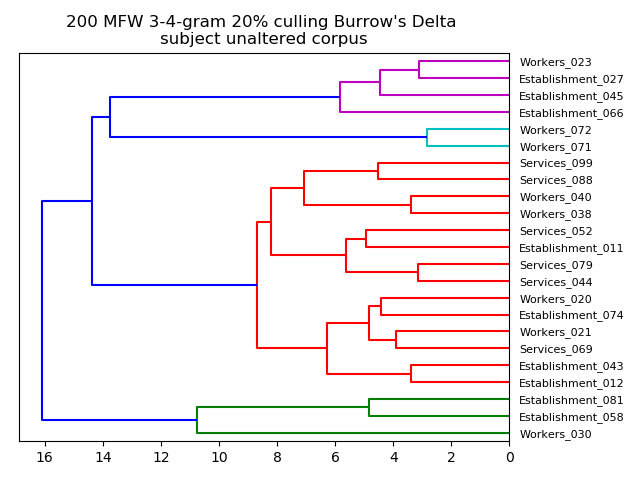 200 MFW 3-4-gram 20% culling Burrow's Delta
subject unaltered corpus
Workers_023
Establishment_027
Establishment_045
Establishment_066
Workers_072
Workers_071
Services_099
Services_088
Workers_040
Workers_038
Services_052
Establishment_011
Services_079
Services_044
Workers_020
Establishment_074
Workers_021
Services_069
Establishment_043
Establishment_012
Establishment_081
Establishment_058
Workers_030
16 14 12 10 8 6 4 2 0